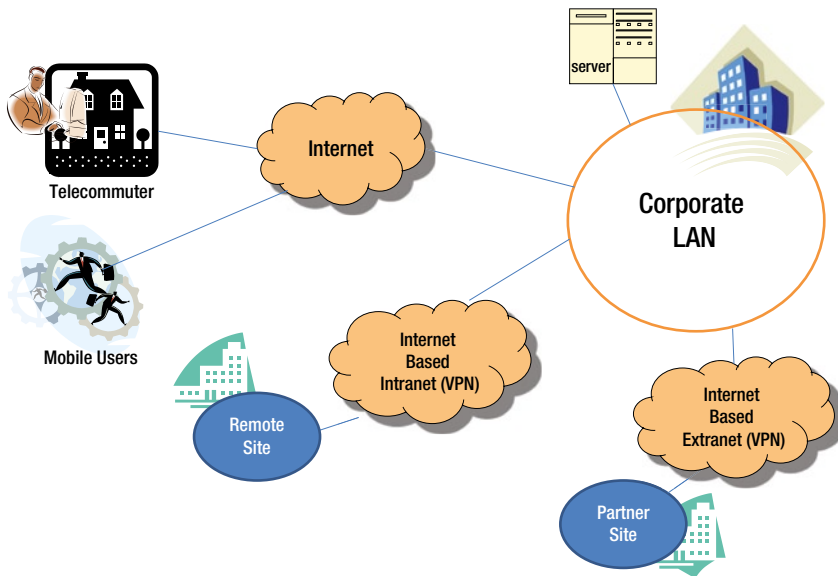 server
Internet
Telecommuter
Corporate
LAN
Mobile Users
Internet
Based
Intranet (VPN)
Internet
Based
Extranet (VPN)
Remote
Site
Partner
Site